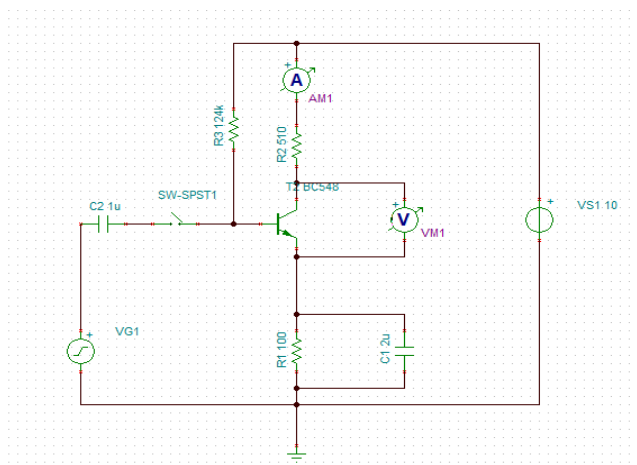 +
A
AM1
R3 124k
R2 510
SW-SPST1
T2 BC548
C2 1u
+
V
VM1
+
VS1 10
+
VG1
R1 100
C1 2u